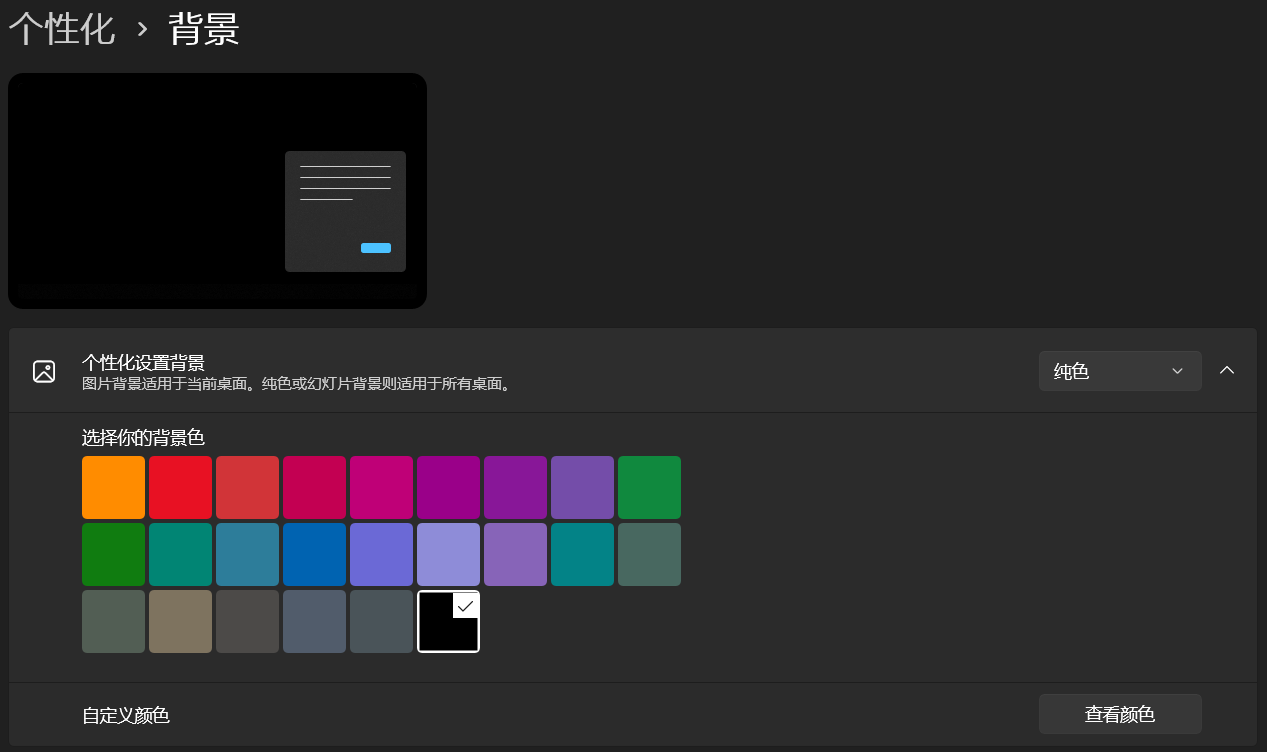 个性化 › 背景
个性化设置背景
图片背景适用于当前桌面。纯色或幻灯片背景则适用于所有桌面。
纯色
选择你的背景色
自定义颜色
查看颜色